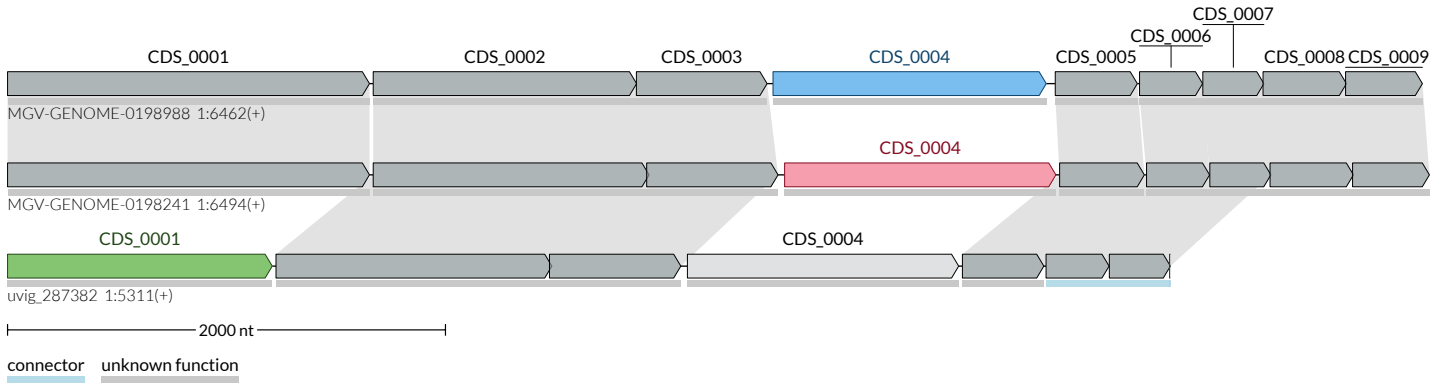 CDS_0007
CDS_0006
CDS_0001 CDS_0002 CDS_0003 CDS_0004 CDS_0005 CDS_0008 CDS_0009
MGV-GENOME-0198988 1:6462(+)
CDS_0004
MGV-GENOME-0198241 1:6494(+)
CDS_0001 CDS_0004
uvig_287382 1:5311(+)
2000 nt
connector unknown function